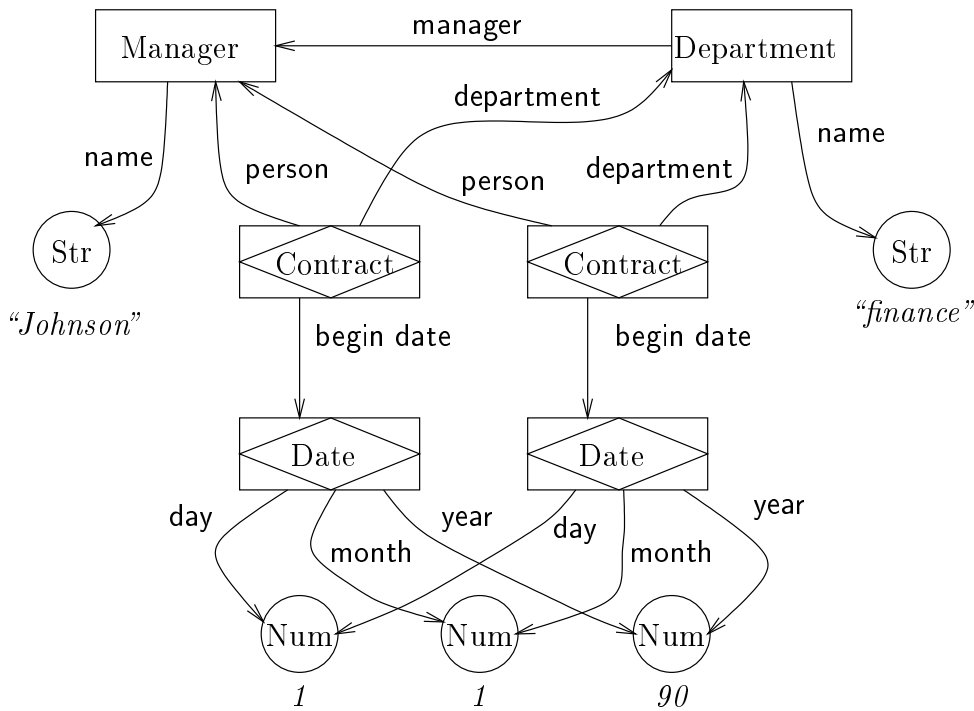 manager
Manager
Department
department
name
name
person
person
department
Str
Contract
Contract
Str
“Johnson”
“finance”
begin date
begin date
Date
Date
day
year
day
year
month
month
Num
Num
Num
1
1
90